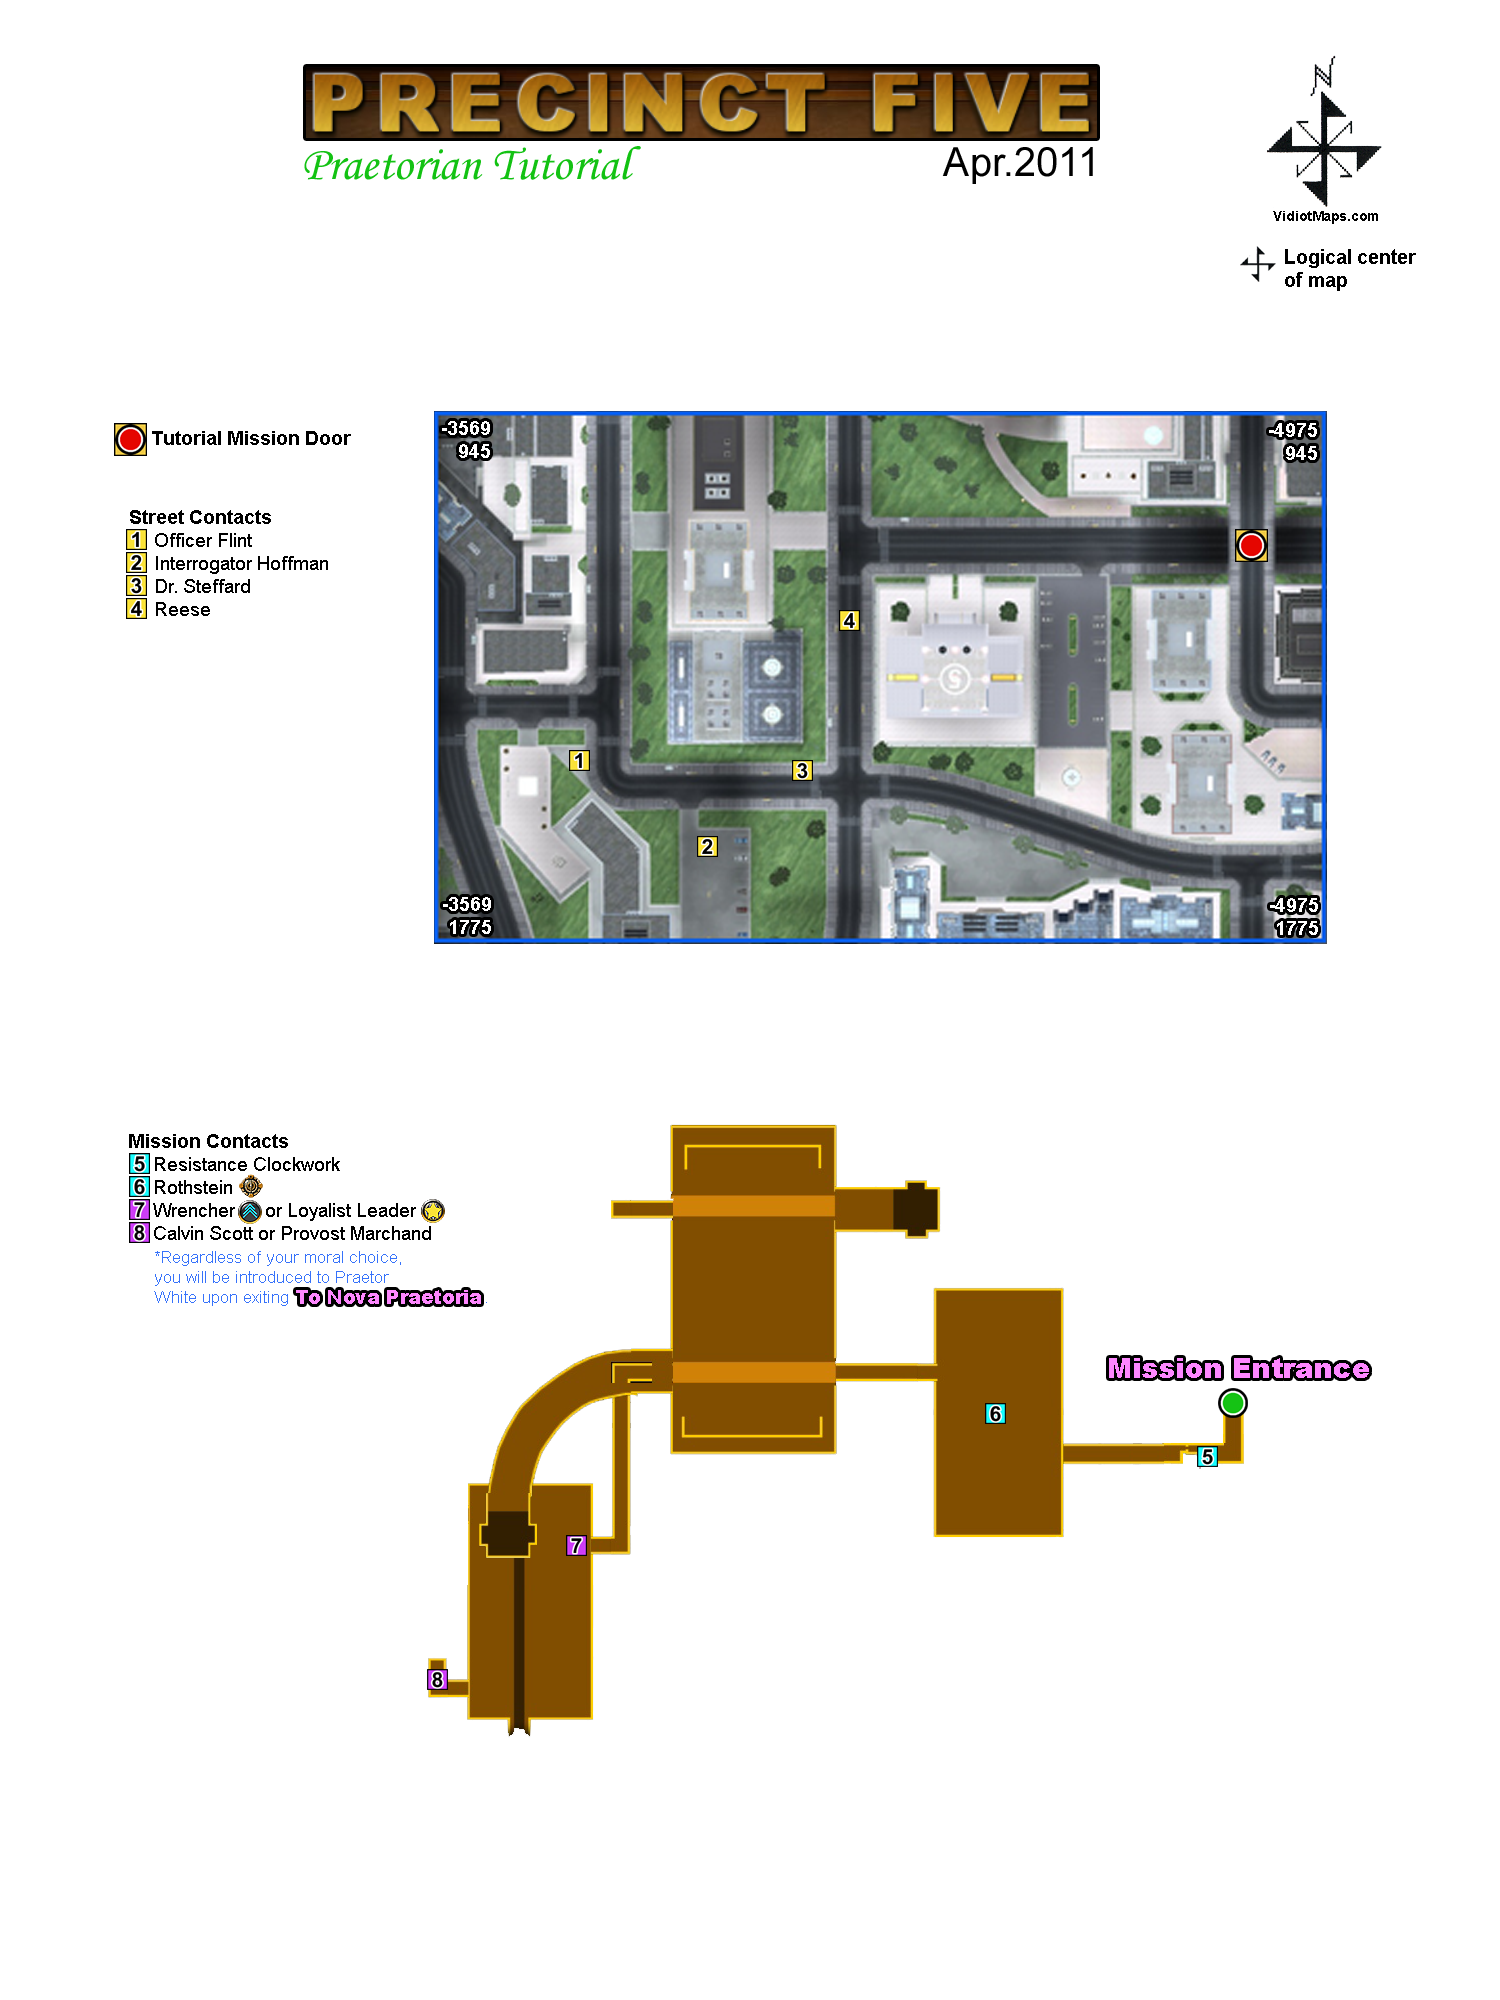 PRECINCT FIVE
Praetorian Tutorial
Apr.2011
N
VidiotMaps.com
Logical center
of map
Tutorial Mission Door
Street Contacts
1 Officer Flint
2 Interrogator Hoffman
3 Dr. Steffard
4 Reese
-3569
945
-4975
945
4
S
1
3
2
-3569
1775
-4975
1775
Mission Contacts
5 Resistance Clockwork
6 Rothstein
7 Wrencher or Loyalist Leader
8 Calvin Scott or Provost Marchand
*Regardless of your moral choice,
you will be introduced to Praetor
White upon exiting To Nova Praetoria.
Mission Entrance
6
5
7
8